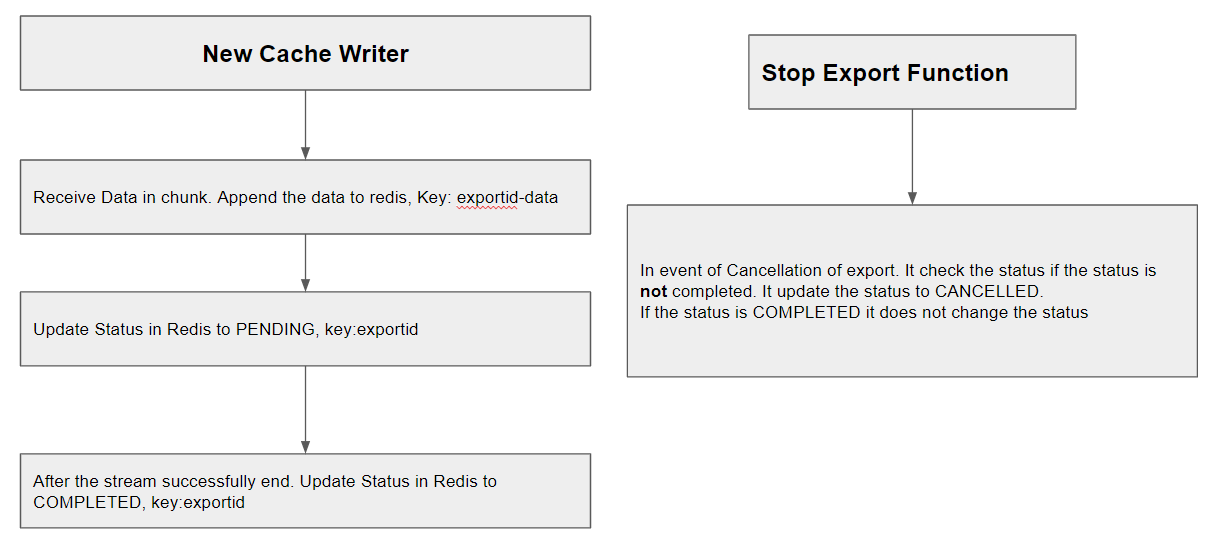 New Cache Writer
Receive Data in chunk. Append the data to redis, Key: exportid-data
Update Status in Redis to PENDING, key:exportid
After the stream successfully end. Update Status in Redis to
COMPLETED, key:exportid
Stop Export Function
In event of Cancellation of export. It check the status if the status is
not completed. It update the status to CANCELLED.
If the status is COMPLETED it does not change the status